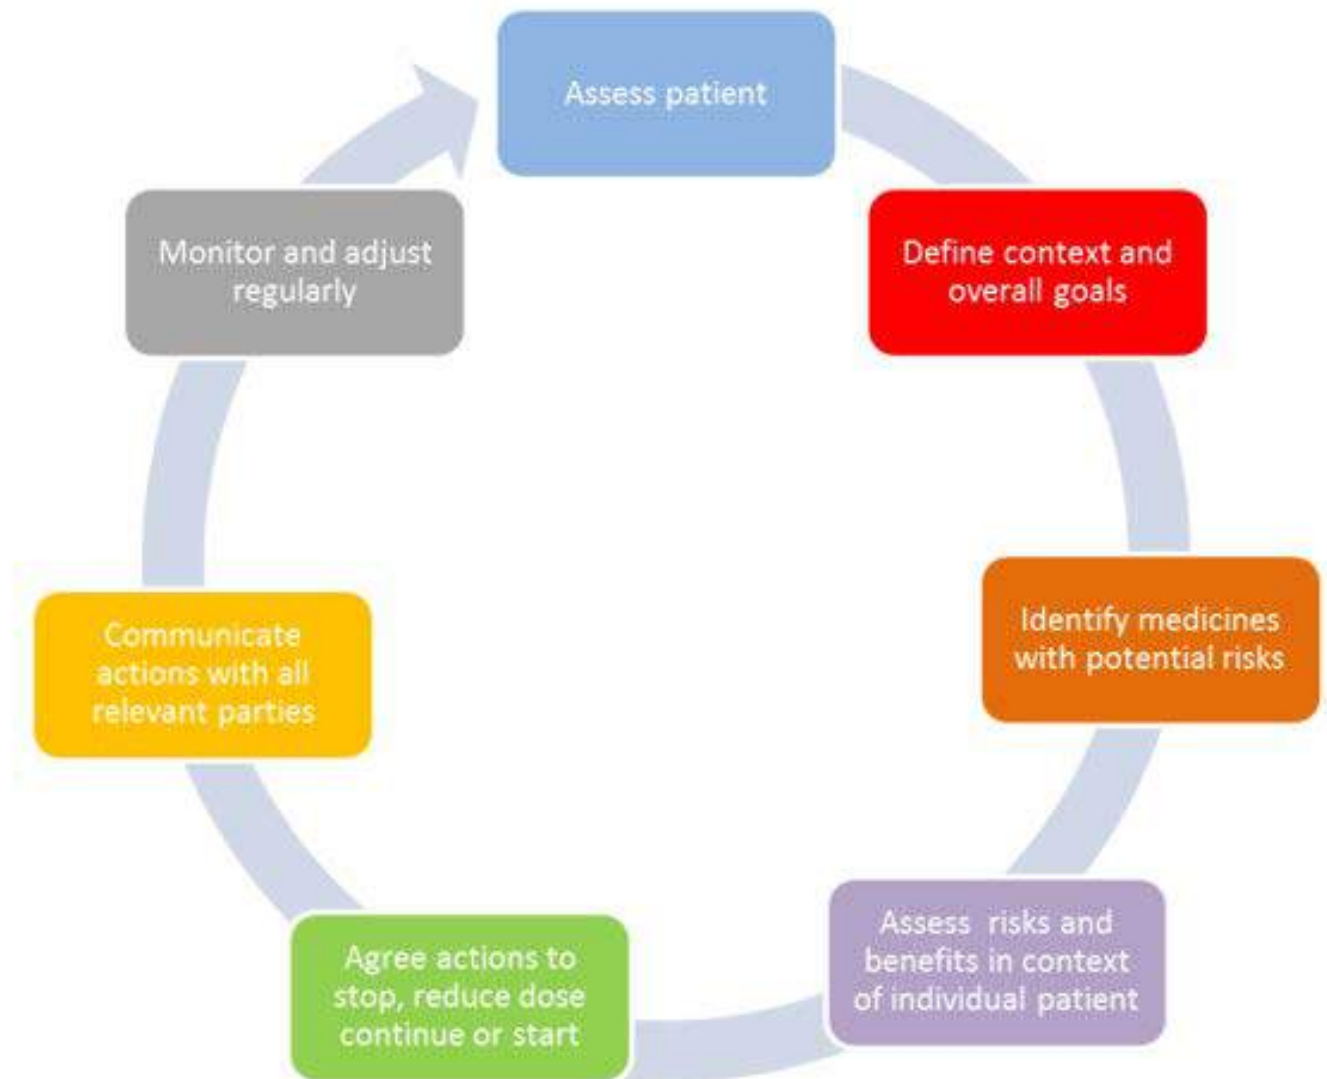 Assess patient
Define context and
overall goals
Identify medicines
with potential risks
Assess risks and
benefits in context
of individual patient
Agree actions to
stop, reduce dose
continue or start
Communicate
actions with all
relevant parties
Monitor and adjust
regularly